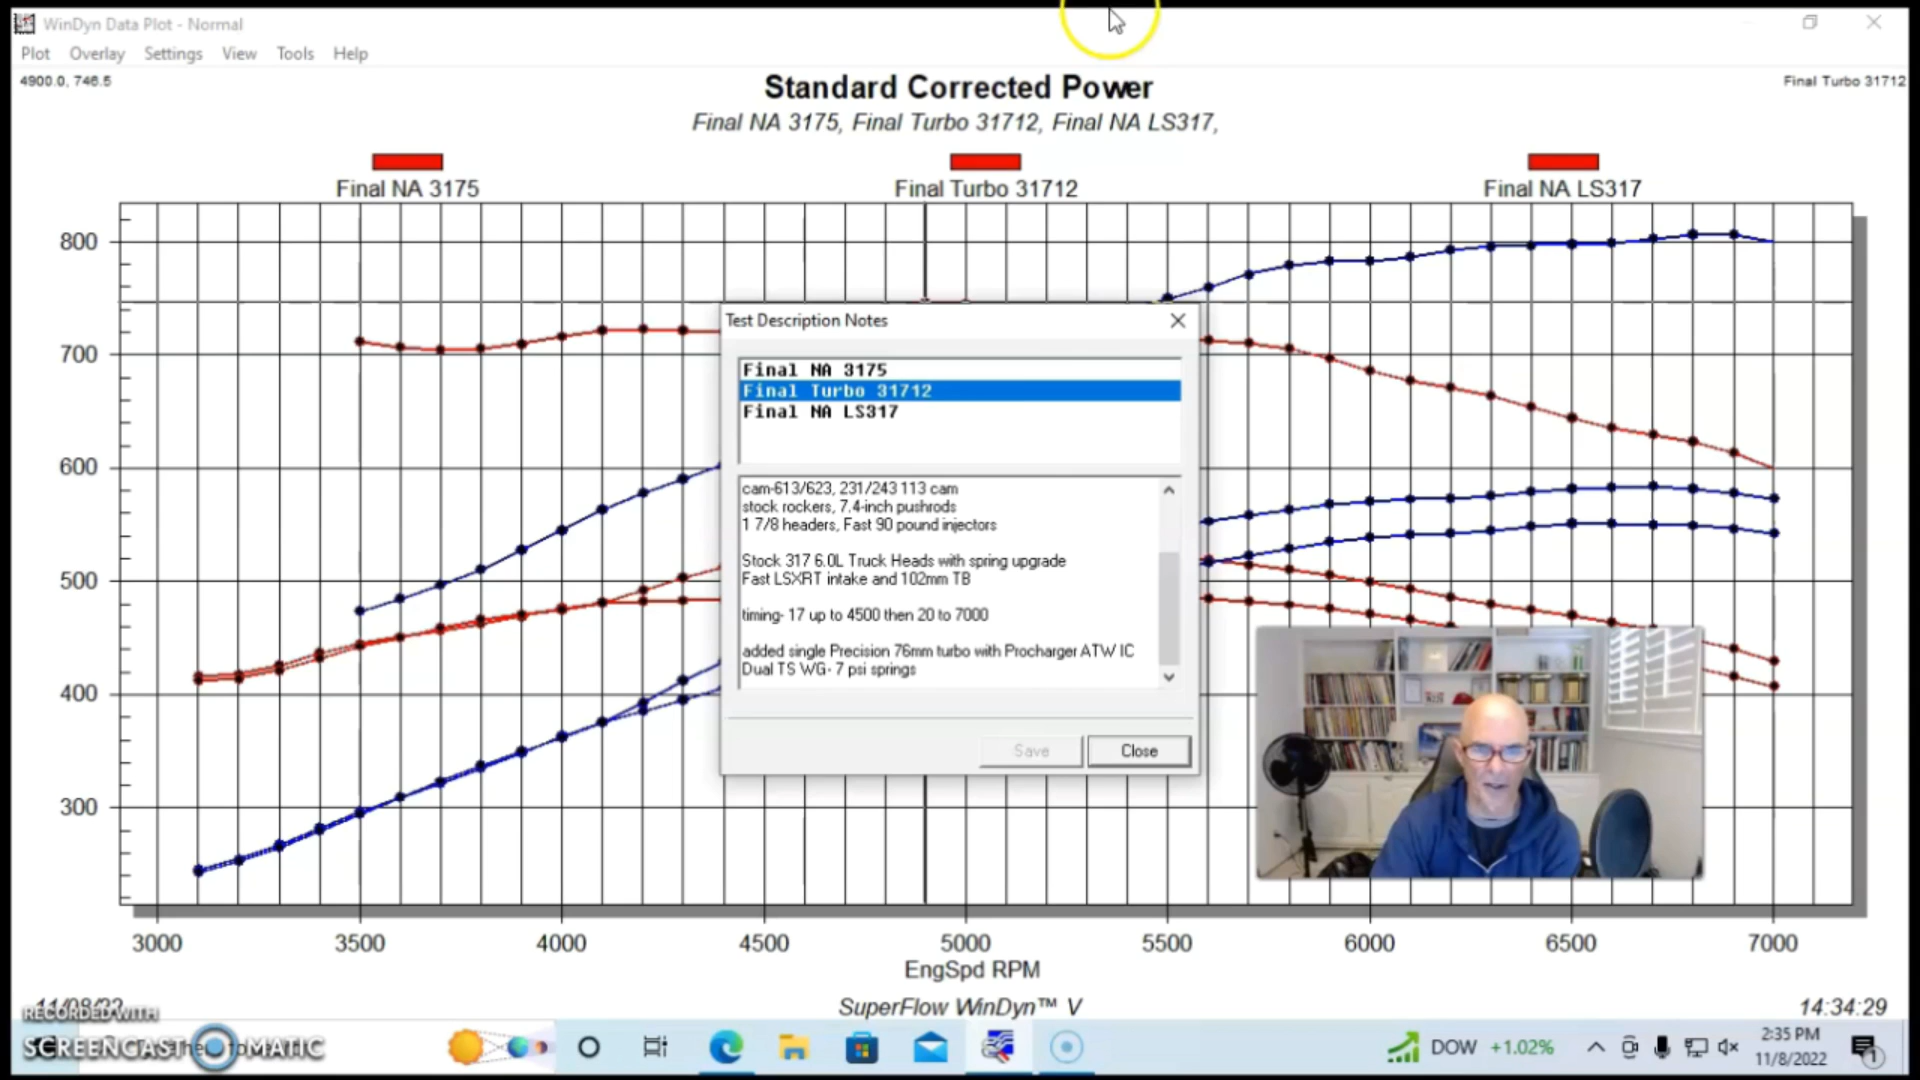 WinDyn Data Plot - Normal
Plot Overlay Settings View Tools Help
4900.0, 746.5
Final Turbo 31712
Standard Corrected Power
Final NA 3175, Final Turbo 31712, Final NA LS317,
Final NA 3175
Final Turbo 31712
Final NA LS317
800
700
600
500
400
300
Test Description Notes
Final NA 3175
Final Turbo 31712
Final NA LS317
cam-613/623, 231/243 113 cam
stock rockers, 7.4-inch pushrods
1 7/8 headers, Fast 90 pound injectors
Stock 317 6.0L Truck Heads with spring upgrade
Fast LSXRT intake and 102mm TB
timing- 17 up to 4500 then 20 to 7000
added single Precision 76mm turbo with Procharger ATW IC
Dual TS WG- 7 psi springs
Save Close
3000 3500 4000 4500 5000 5500 6000 6500 7000
EngSpd RPM
11/08/22
SuperFlow WinDyn™ V
14:34:29
RECORDED WITH
SCREENCAST MATIC
DOW +1.02%
2:35 PM
11/8/2022
1